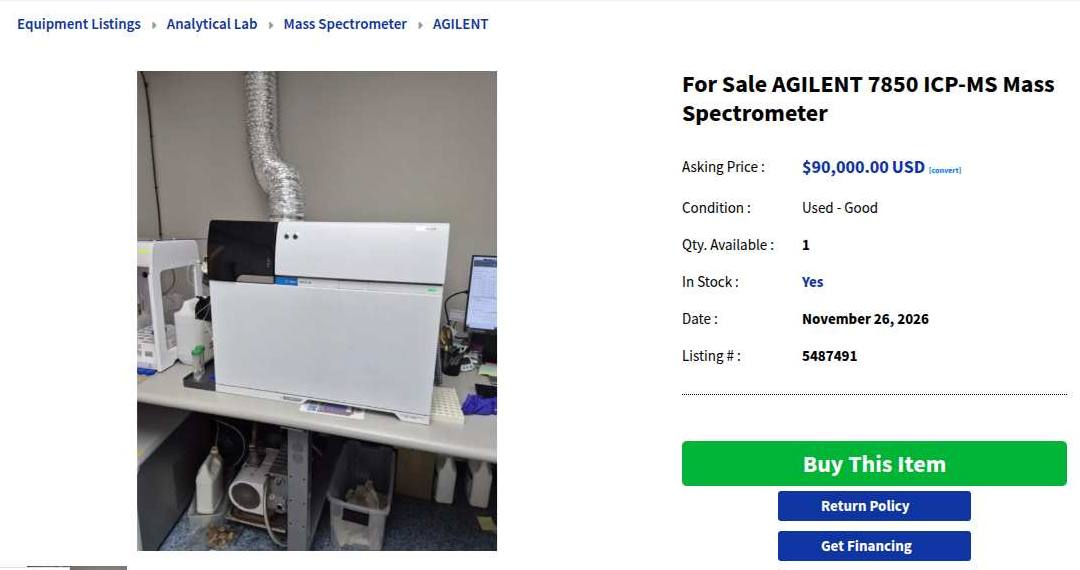 Equipment Listings › Analytical Lab › Mass Spectrometer › AGILENT
For Sale AGILENT 7850 ICP-MS Mass
Spectrometer
Asking Price : $90,000.00 USD [convert]
Condition : Used - Good
Qty. Available : 1
In Stock : Yes
Date : November 26, 2026
Listing # : 5487491
Buy This Item
Return Policy
Get Financing